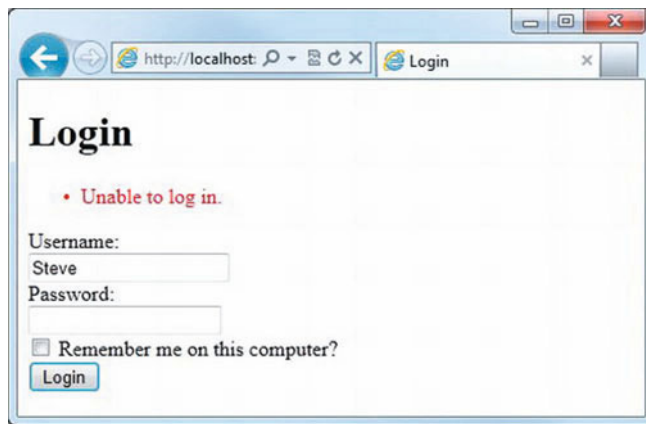 http://localhost:
Login
Login
• Unable to log in.
Username:
Steve
Password:
Remember me on this computer?
Login